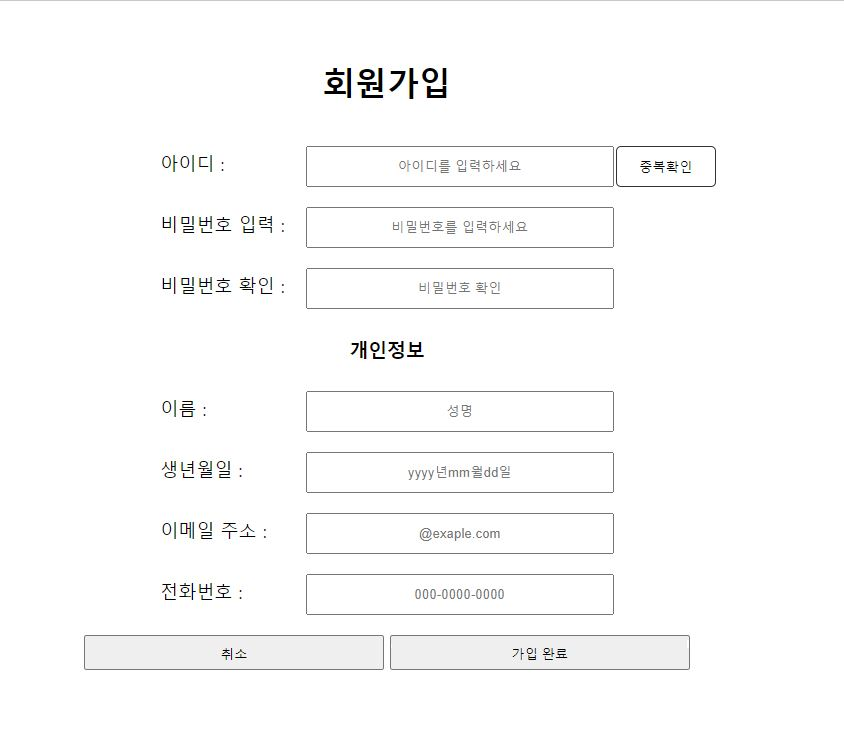 회원가입
아이디 : 아이디를 입력하세요 중복확인
비밀번호 입력 : 비밀번호를 입력하세요
비밀번호 확인 : 비밀번호 확인
개인정보
이름 : 성명
생년월일 : yyyy년mm월dd일
이메일 주소 : @exaple.com
전화번호 : 000-0000-0000
취소 가입 완료